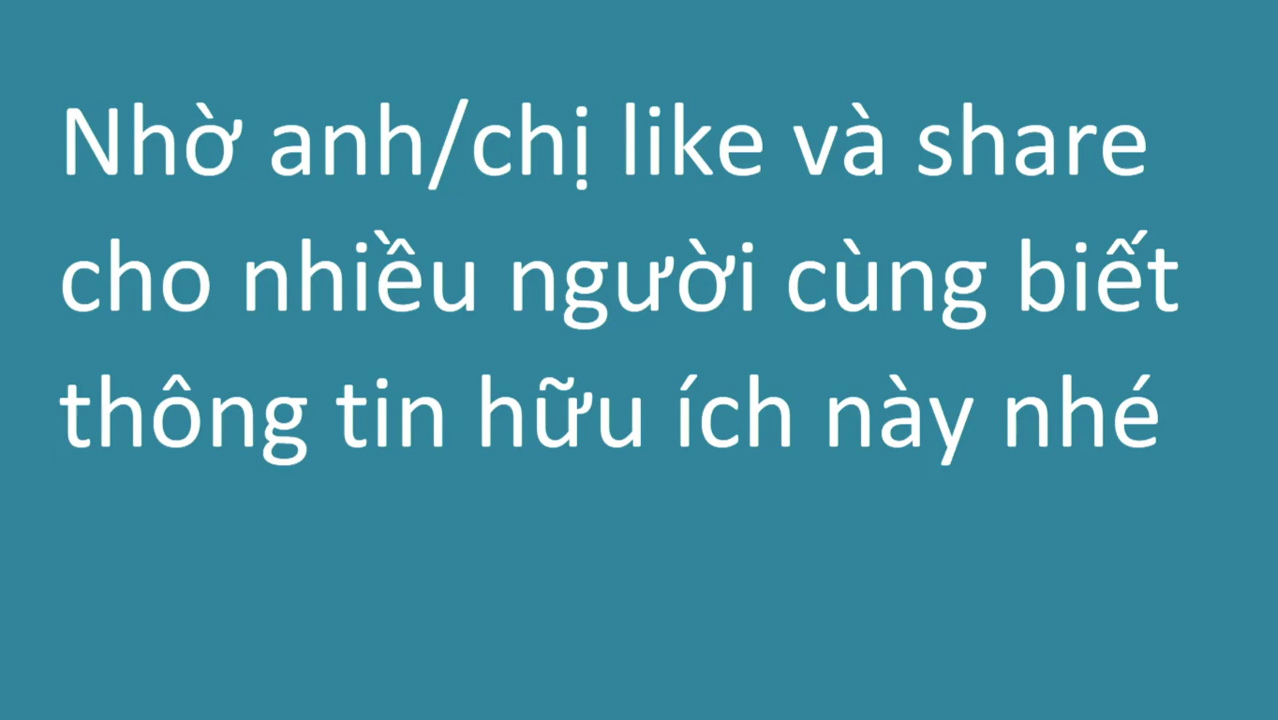 Nhờ anh/chị like và share
cho nhiều người cùng biết
thông tin hữu ích này nhé